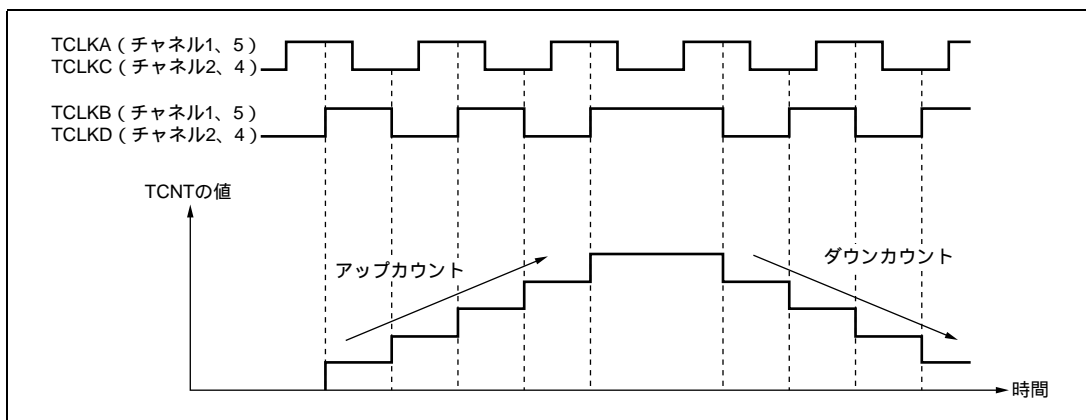 TCLKA（チャネル1、5）
TCLKC（チャネル2、4）
TCLKB（チャネル1、5）
TCLKD（チャネル2、4）
TCNTの値
アップカウント
ダウンカウント
時間